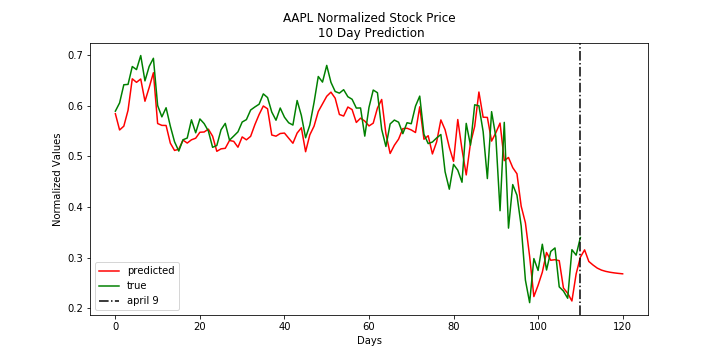 AAPL Normalized Stock Price
10 Day Prediction
0.7
0.6
0.5
0.4
0.3
0.2
Normalized Values
predicted
true
april 9
0 20 40 60 80 100 120
Days